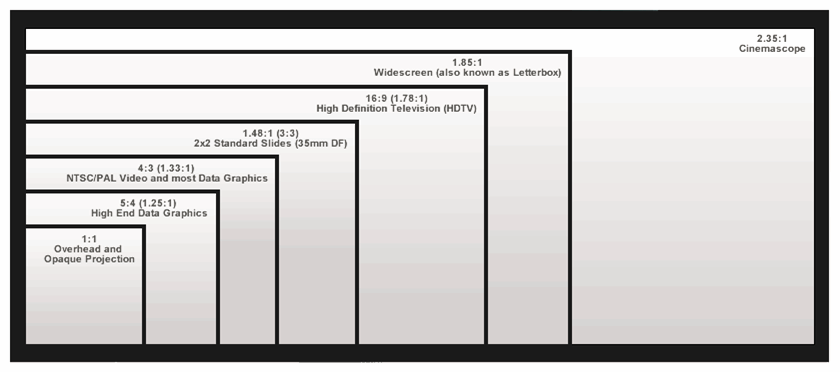 2.35:1
Cinemascope
1.85:1
Widescreen (also known as Letterbox)
16:9 (1.78:1)
High Definition Television (HDTV)
1.48:1 (3:3)
2x2 Standard Slides (35mm DF)
4:3 (1.33:1)
NTSC/PAL Video and most Data Graphics
5:4 (1.25:1)
High End Data Graphics
1:1
Overhead and
Opaque Projection